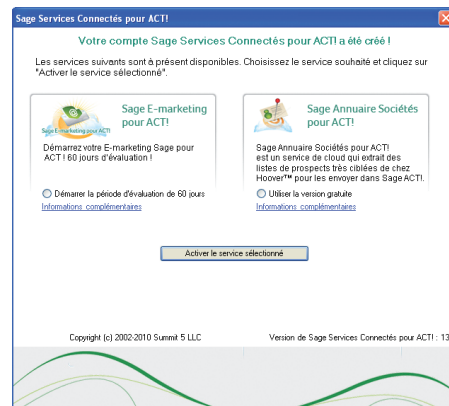 Sage Services Connectés pour ACT!
Votre compte Sage Services Connectés pour ACT! a été créé !
Les services suivants sont à présent disponibles. Choisissez le service souhaité et cliquez sur
"Activer le service sélectionné".
Sage E-marketing
pour ACT!
Sage E-marketing pour ACT!
Démarrez votre E-marketing Sage pour
ACT ! 60 jours d'évaluation !
Démarrer la période d'évaluation de 60 jours
Informations complémentaires
Sage Annuaire Sociétés
pour ACT!
Sage Annuaire Sociétés pour ACT!
est un service de cloud qui extrait des
listes de prospects très ciblées de chez
Hoover™ pour les envoyer dans Sage ACT!.
Utiliser la version gratuite
Informations complémentaires
Activer le service sélectionné
Copyright (c) 2002-2010 Summit 5 LLC
Version de Sage Services Connectés pour ACT! : 13